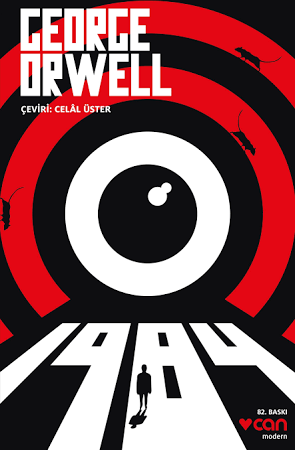 GEORGE
ORWELL
ÇEVİRİ: CELÂL ÜSTER
1984
82. BASKI
can
modern